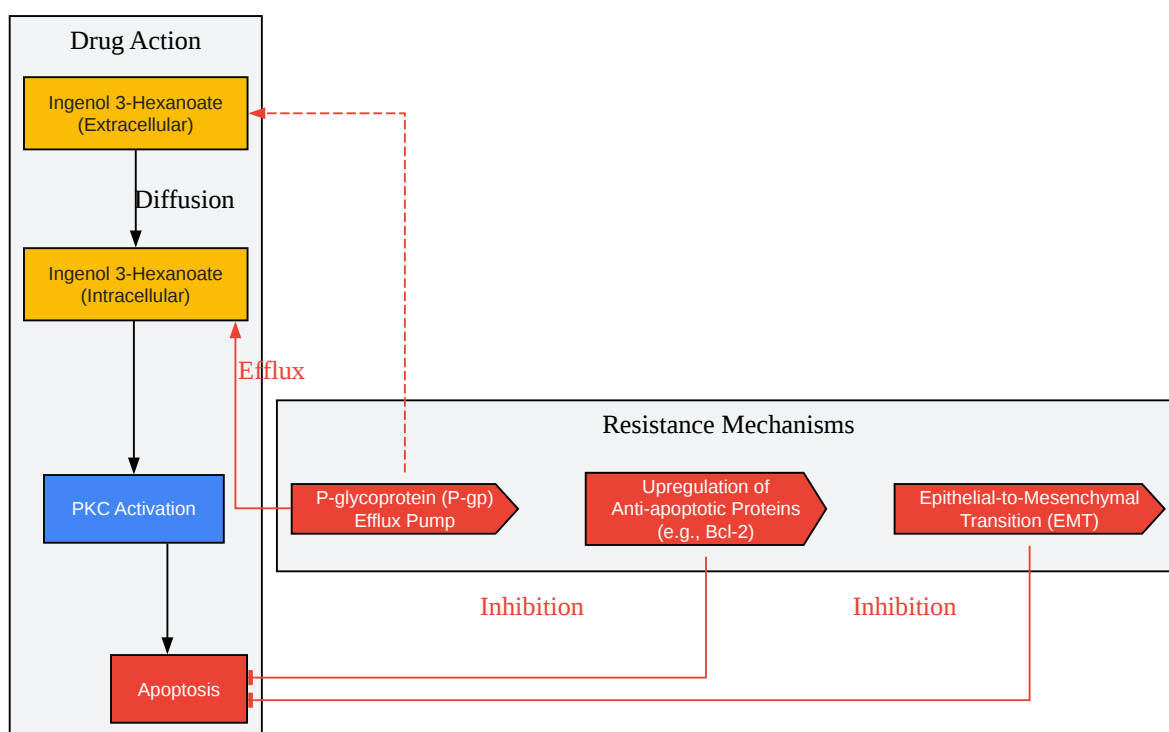 Drug Action
Ingenol 3-Hexanoate
(Extracellular)
Diffusion
Ingenol 3-Hexanoate
(Intracellular)
Efflux
PKC Activation
Apoptosis
Resistance Mechanisms
P-glycoprotein (P-gp)
Efflux Pump
Upregulation of
Anti-apoptotic Proteins
(e.g., Bcl-2)
Epithelial-to-Mesenchymal
Transition (EMT)
Inhibition
Inhibition